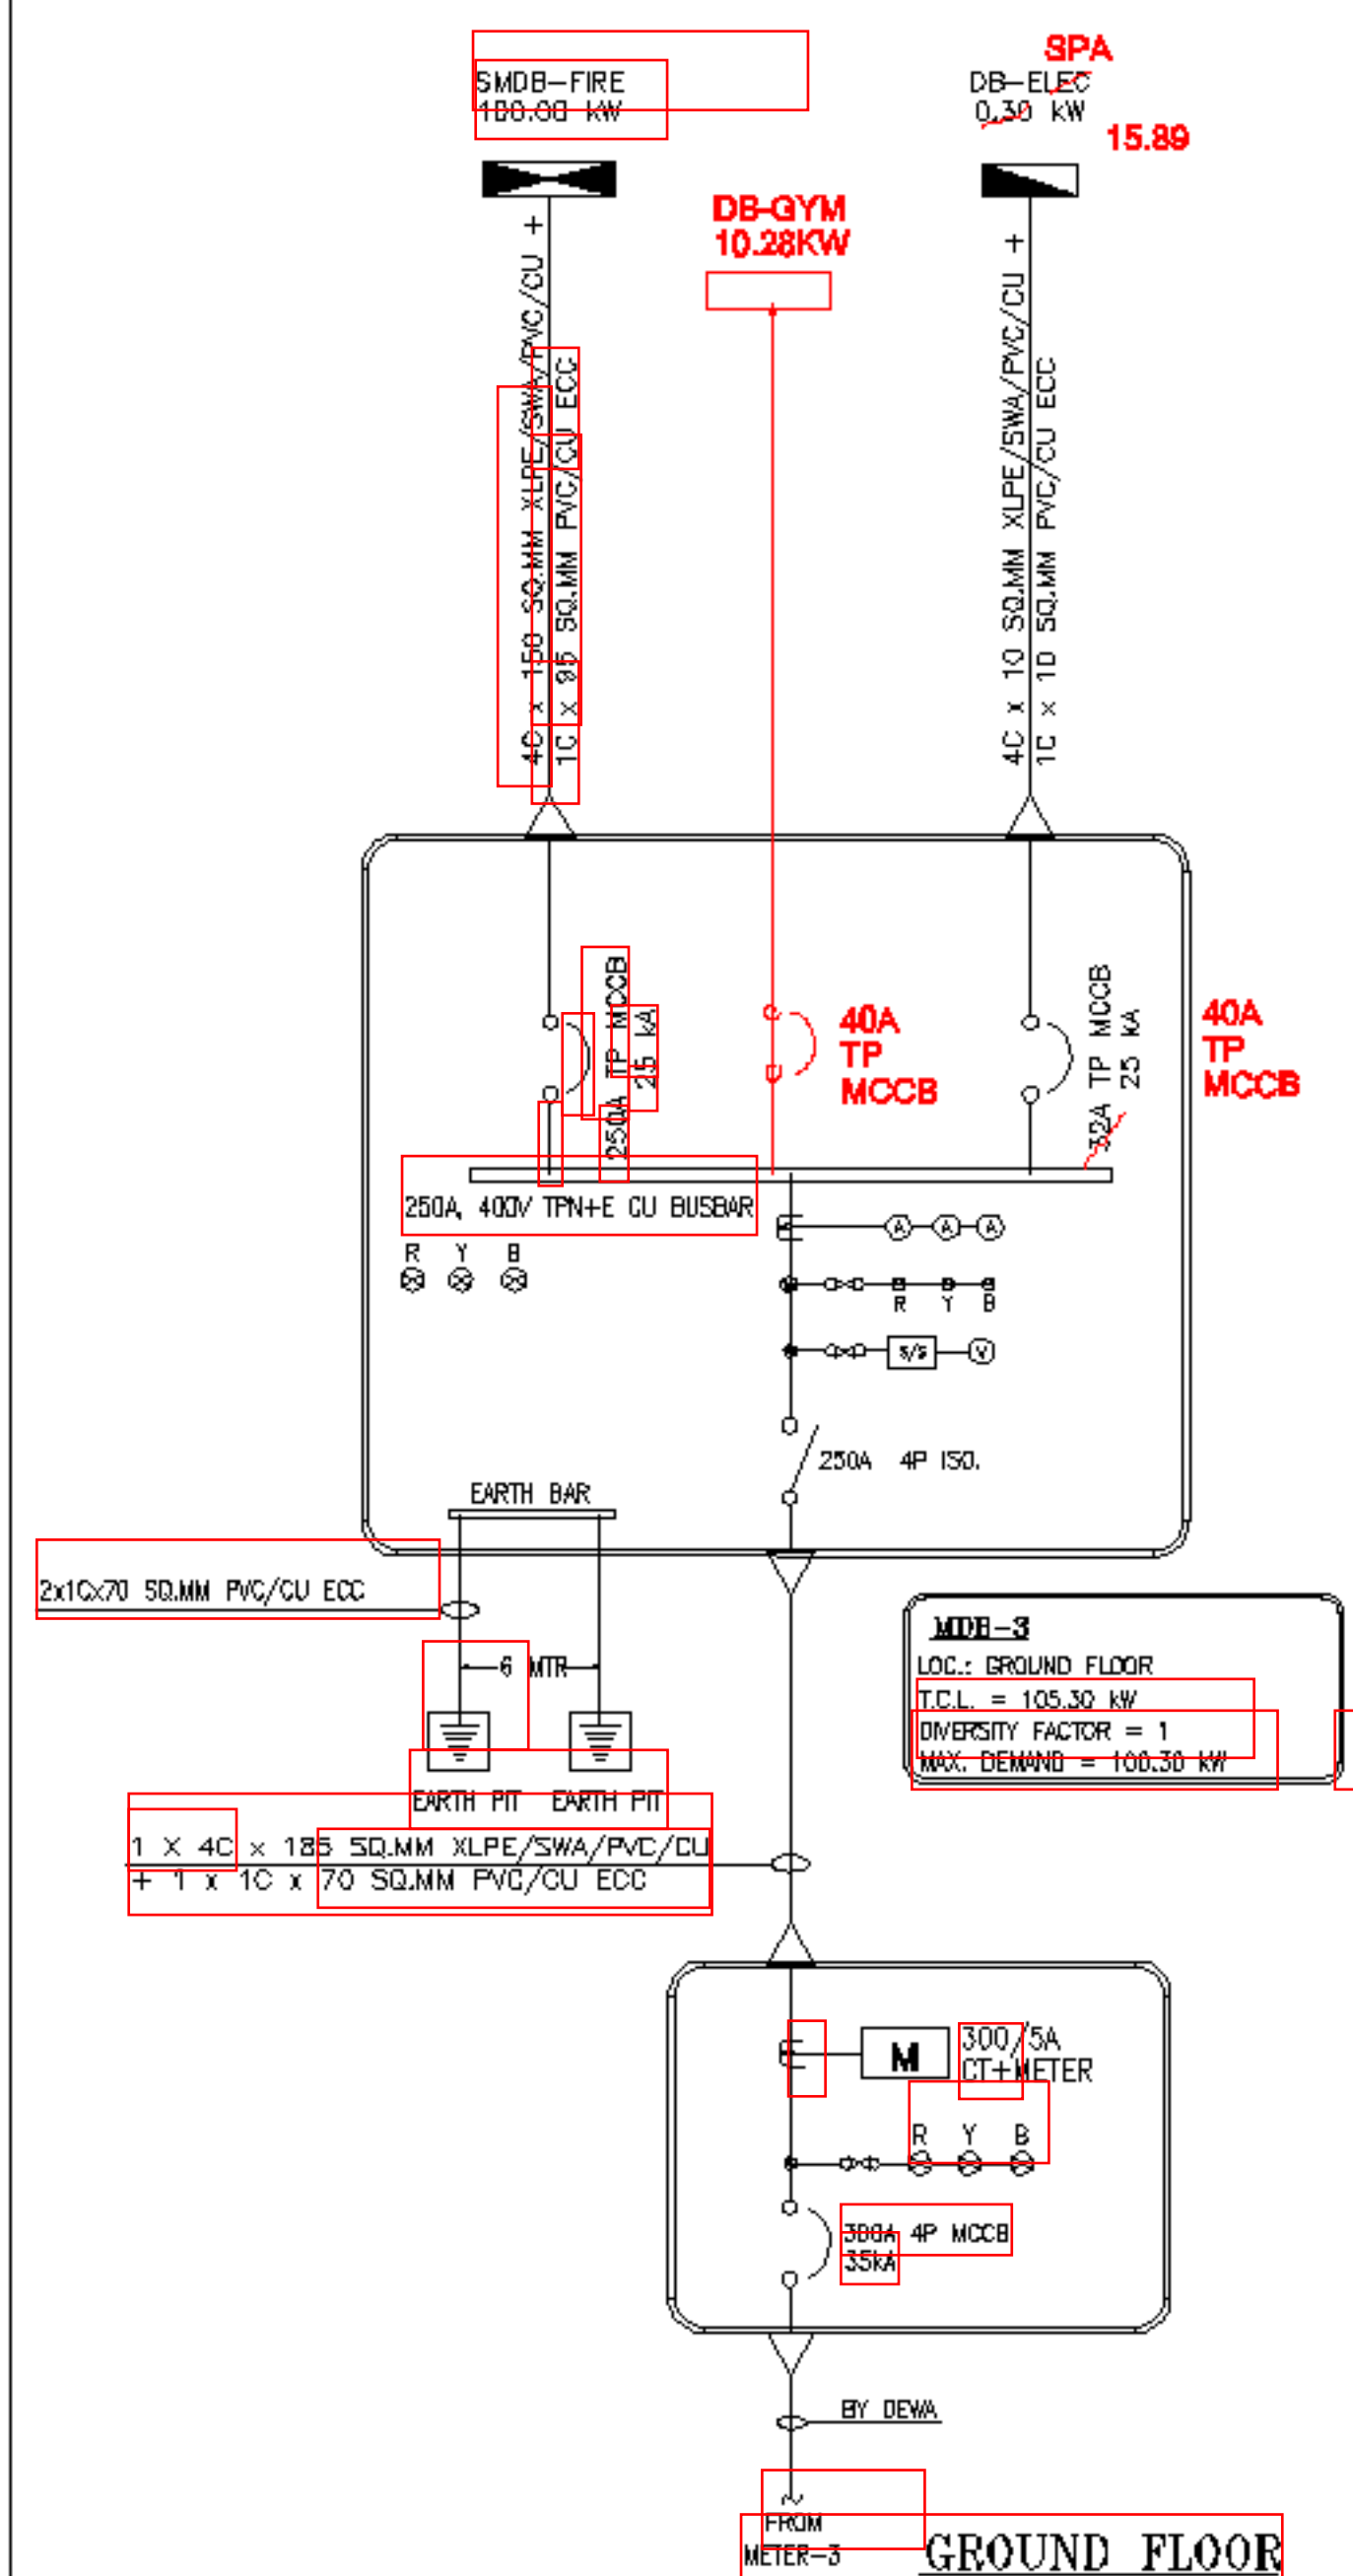 SPA
SMDB-FIRE
100.00 kW
DB-ELEC
0.30 kW
15.89
DB-GYM
10.28KW
4C x 150 SQ.MM XLPE/SWA/PVC/CU +
1C x 95 SQ.MM PVC/CU ECC
4C x 10 SQ.MM XLPE/SWA/PVC/CU +
1C x 10 SQ.MM PVC/CU ECC
250A TP MCCB
25 kA
40A
TP
MCCB
32A TP MCCB
25 kA
40A
TP
MCCB
250A, 400V TPN+E CU BUSBAR
R Y B
A A A
R Y B
S/S V
250A 4P ISO.
EARTH BAR
2x1Cx70 SQ.MM PVC/CU ECC
6 MTR
EARTH PIT EARTH PIT
MDB-3
LOC.: GROUND FLOOR
T.C.L. = 105.30 kW
DIVERSITY FACTOR = 1
MAX. DEMAND = 100.30 kW
1 X 4C x 185 SQ.MM XLPE/SWA/PVC/CU
+ 1 x 1C x 70 SQ.MM PVC/CU ECC
M
300/5A
CT+METER
R Y B
300A 4P MCCB
35kA
BY DEWA
FROM
METER-3
GROUND FLOOR